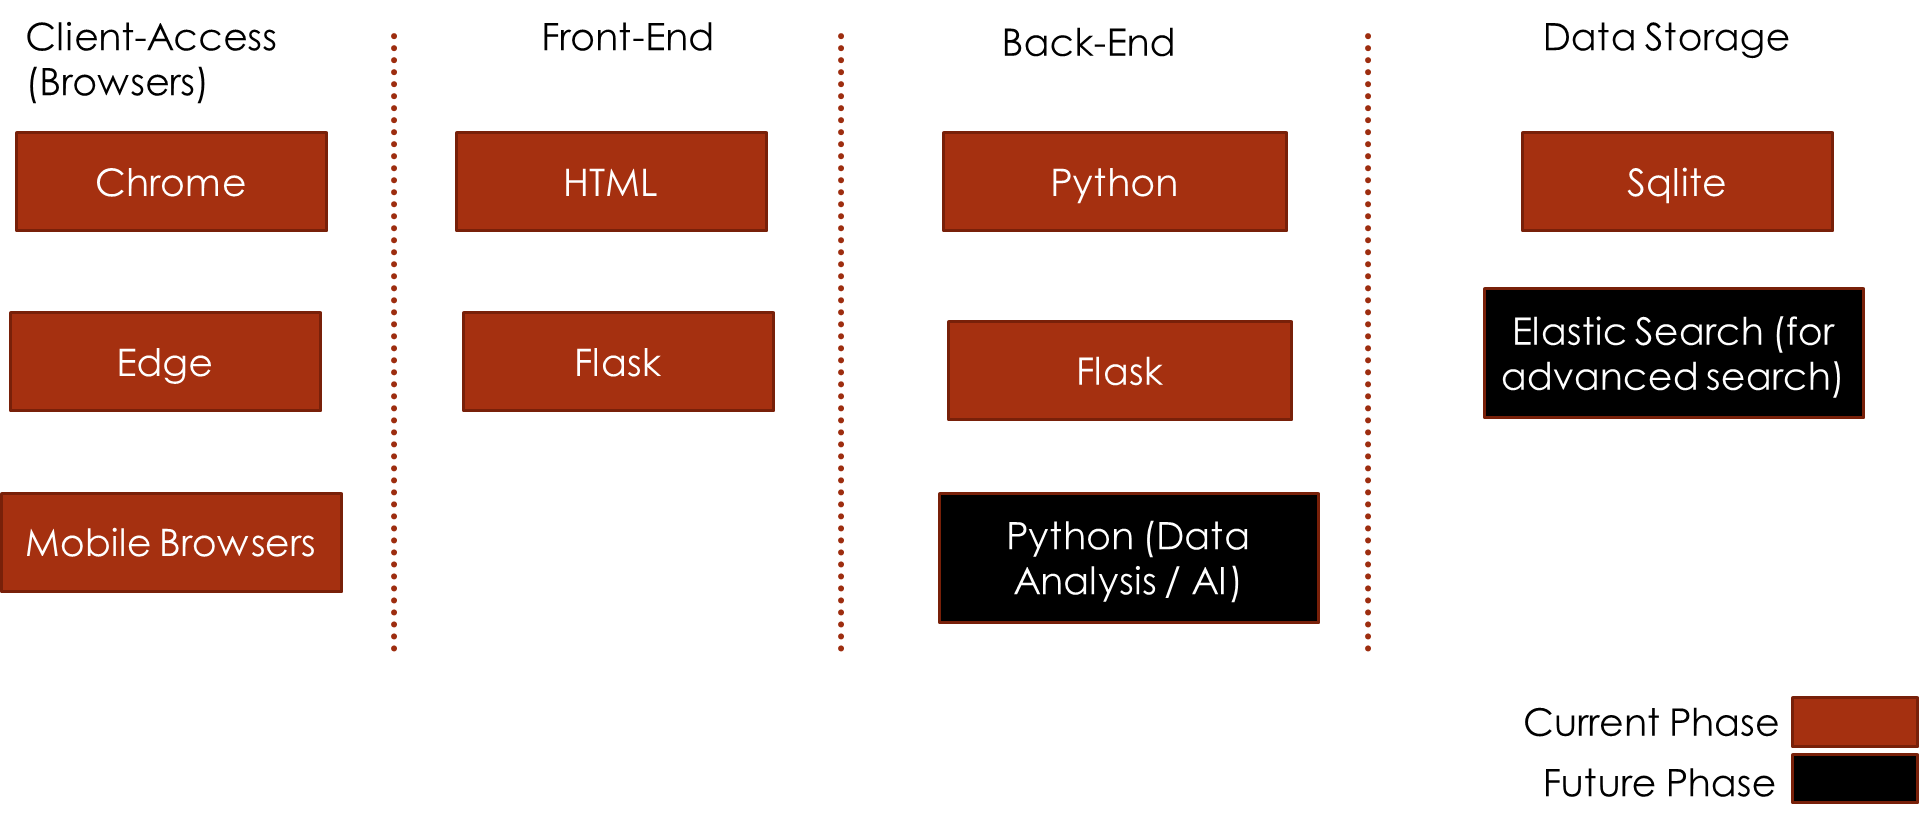 Client-Access
(Browsers)
Chrome
Edge
Mobile Browsers
Front-End
HTML
Flask
Back-End
Python
Flask
Python (Data
Analysis / AI)
Data Storage
Sqlite
Elastic Search (for
advanced search)
Current Phase
Future Phase